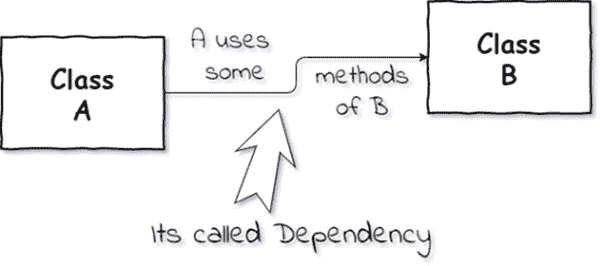 Class
A
A uses
some
methods
of B
Class
B
Its called Dependency